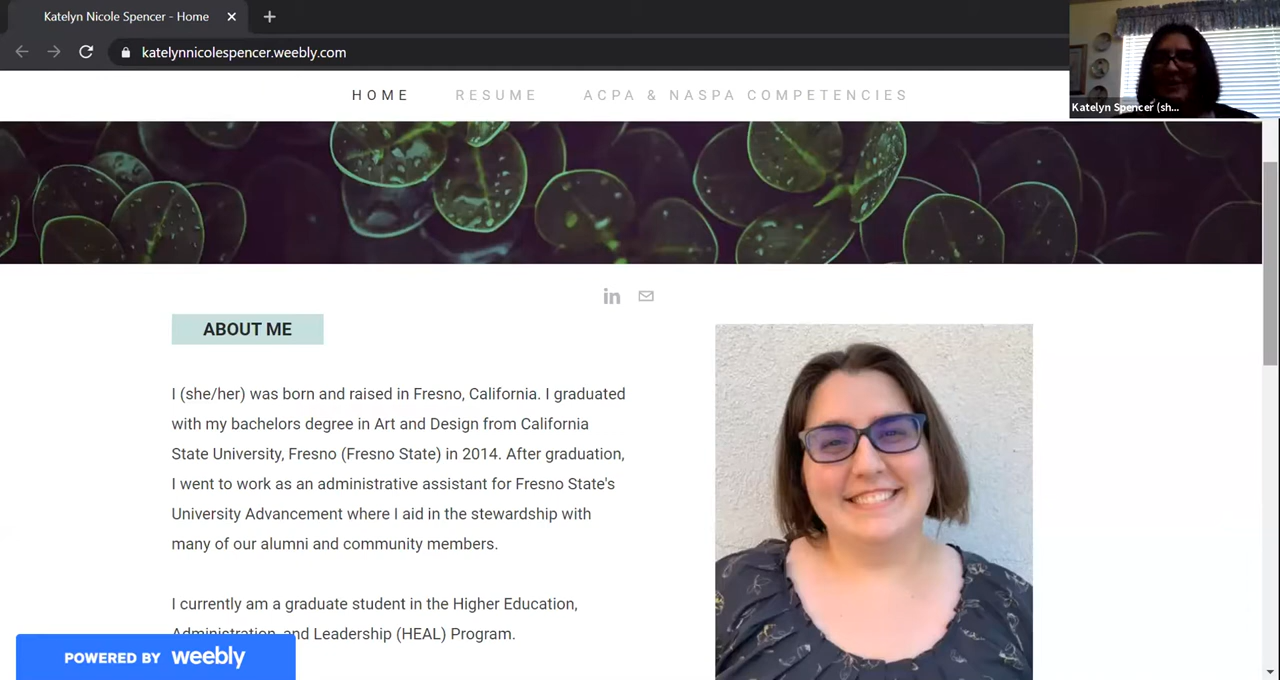 Katelyn Nicole Spencer - Home
katelynnicolespencer.weebly.com
HOME RESUME ACPA & NASPA COMPETENCIES
Katelyn Spencer (sh...
in
ABOUT ME
I (she/her) was born and raised in Fresno, California. I graduated
with my bachelors degree in Art and Design from California
State University, Fresno (Fresno State) in 2014. After graduation,
I went to work as an administrative assistant for Fresno State's
University Advancement where I aid in the stewardship with
many of our alumni and community members.
I currently am a graduate student in the Higher Education,
Administration, and Leadership (HEAL) Program.
POWERED BY weebly